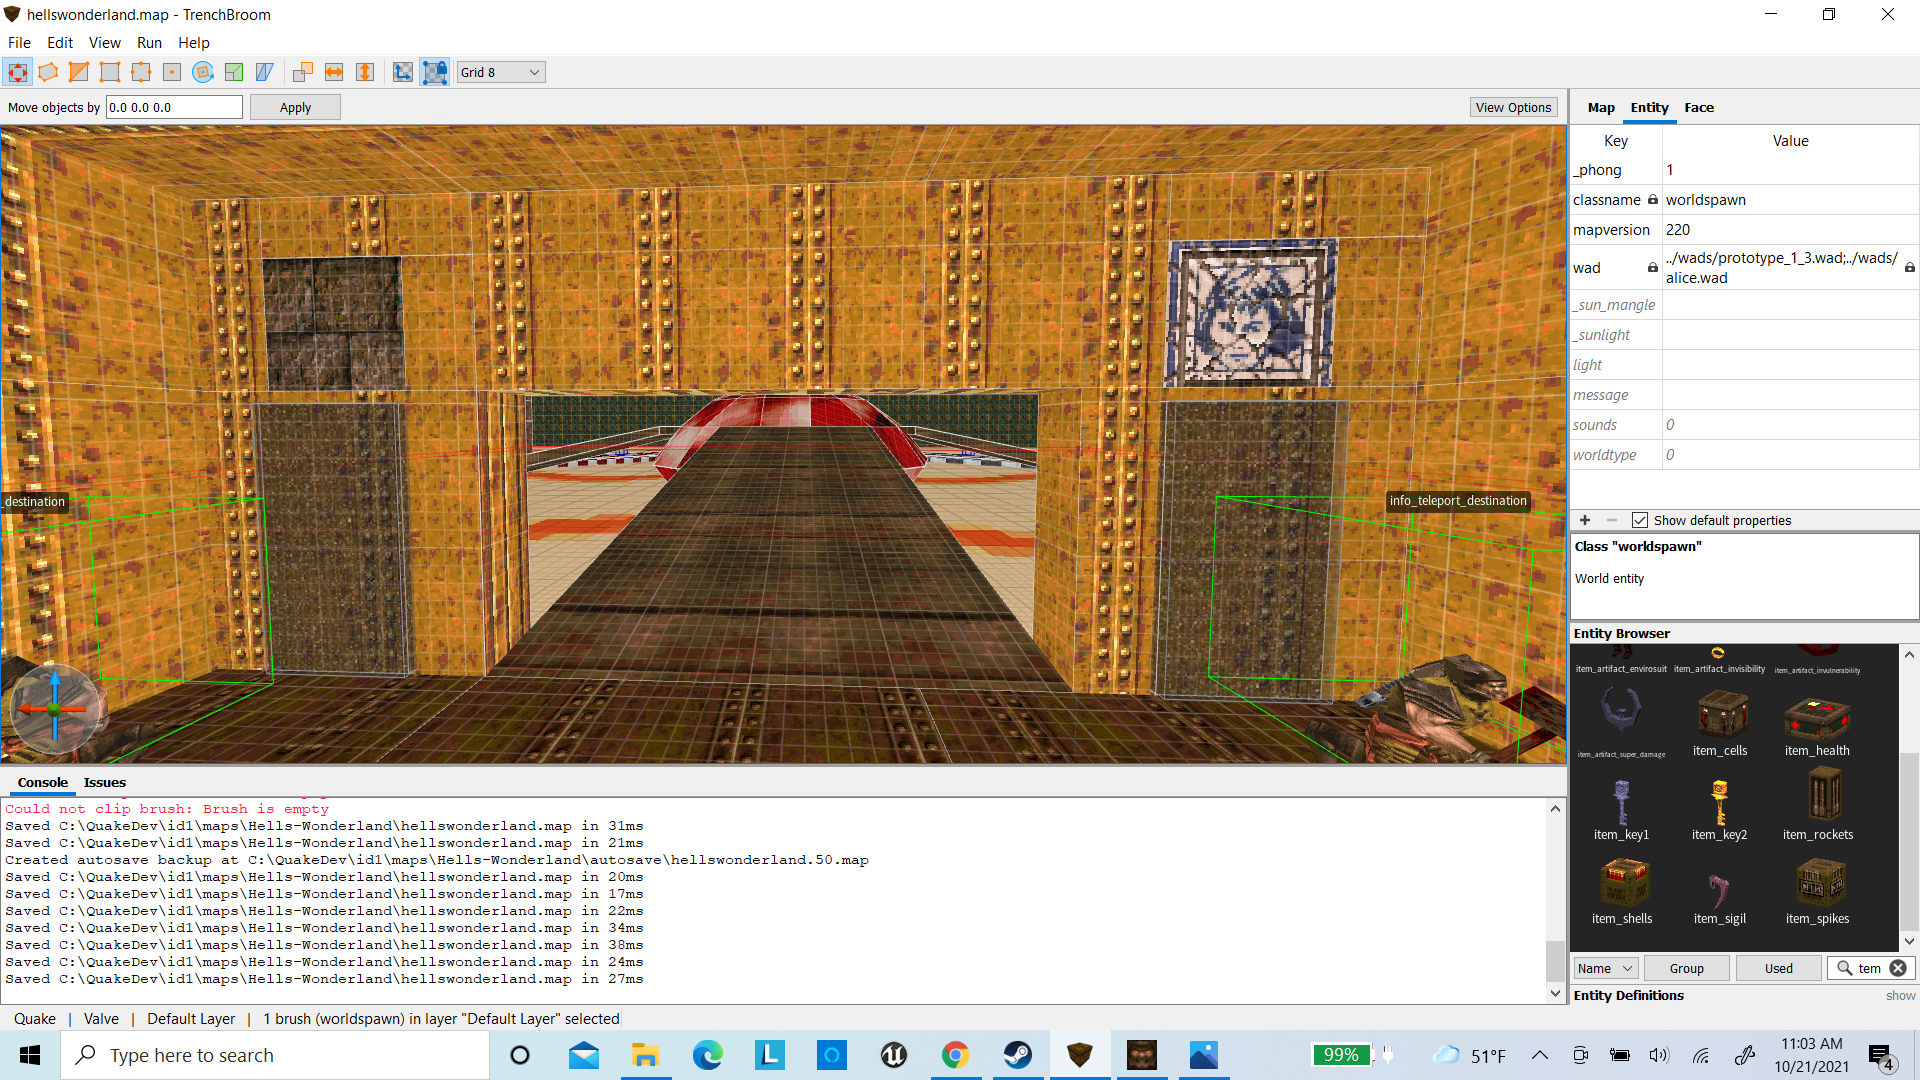 hellswonderland.map - TrenchBroom
File Edit View Run Help
Grid 8
Move objects by 0.0 0.0 0.0 Apply View Options
Map Entity Face
Key Value
_phong 1
classname worldspawn
mapversion 220
wad ../wads/prototype_1_3.wad;../wads/
alice.wad
_sun_mangle
_sunlight
light
message
sounds 0
worldtype 0
_destination
info_teleport_destination
Show default properties
Class "worldspawn"
World entity
Entity Browser
item_artifact_envirosuit item_artifact_invisibility item_artifact_invulnerability
item_artifact_super_damage item_cells item_health
item_key1 item_key2 item_rockets
item_shells item_sigil item_spikes
Name Group Used tem
Entity Definitions show
Console Issues
Could not clip brush: Brush is empty
Saved C:\QuakeDev\id1\maps\Hells-Wonderland\hellswonderland.map in 31ms
Saved C:\QuakeDev\id1\maps\Hells-Wonderland\hellswonderland.map in 21ms
Created autosave backup at C:\QuakeDev\id1\maps\Hells-Wonderland\autosave\hellswonderland.50.map
Saved C:\QuakeDev\id1\maps\Hells-Wonderland\hellswonderland.map in 20ms
Saved C:\QuakeDev\id1\maps\Hells-Wonderland\hellswonderland.map in 17ms
Saved C:\QuakeDev\id1\maps\Hells-Wonderland\hellswonderland.map in 22ms
Saved C:\QuakeDev\id1\maps\Hells-Wonderland\hellswonderland.map in 34ms
Saved C:\QuakeDev\id1\maps\Hells-Wonderland\hellswonderland.map in 38ms
Saved C:\QuakeDev\id1\maps\Hells-Wonderland\hellswonderland.map in 24ms
Saved C:\QuakeDev\id1\maps\Hells-Wonderland\hellswonderland.map in 27ms
Quake | Valve | Default Layer | 1 brush (worldspawn) in layer "Default Layer" selected
Type here to search
L
99%
51°F
11:03 AM
10/21/2021
4